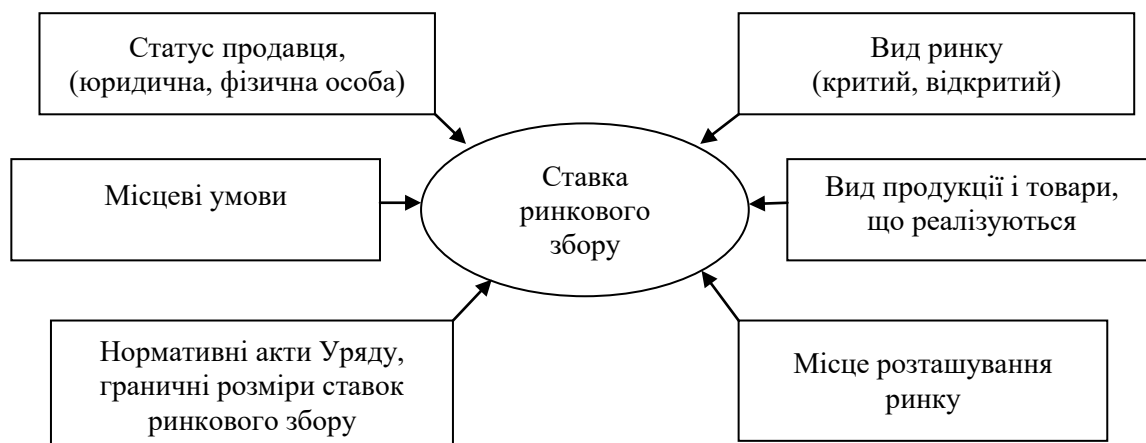 Статус продавця,
(юридична, фізична особа)
Вид ринку
(критий, відкритий)
Місцеві умови
Ставка
ринкового
збору
Вид продукції і товари,
що реалізуються
Нормативні акти Уряду,
граничні розміри ставок
ринкового збору
Місце розташування
ринку